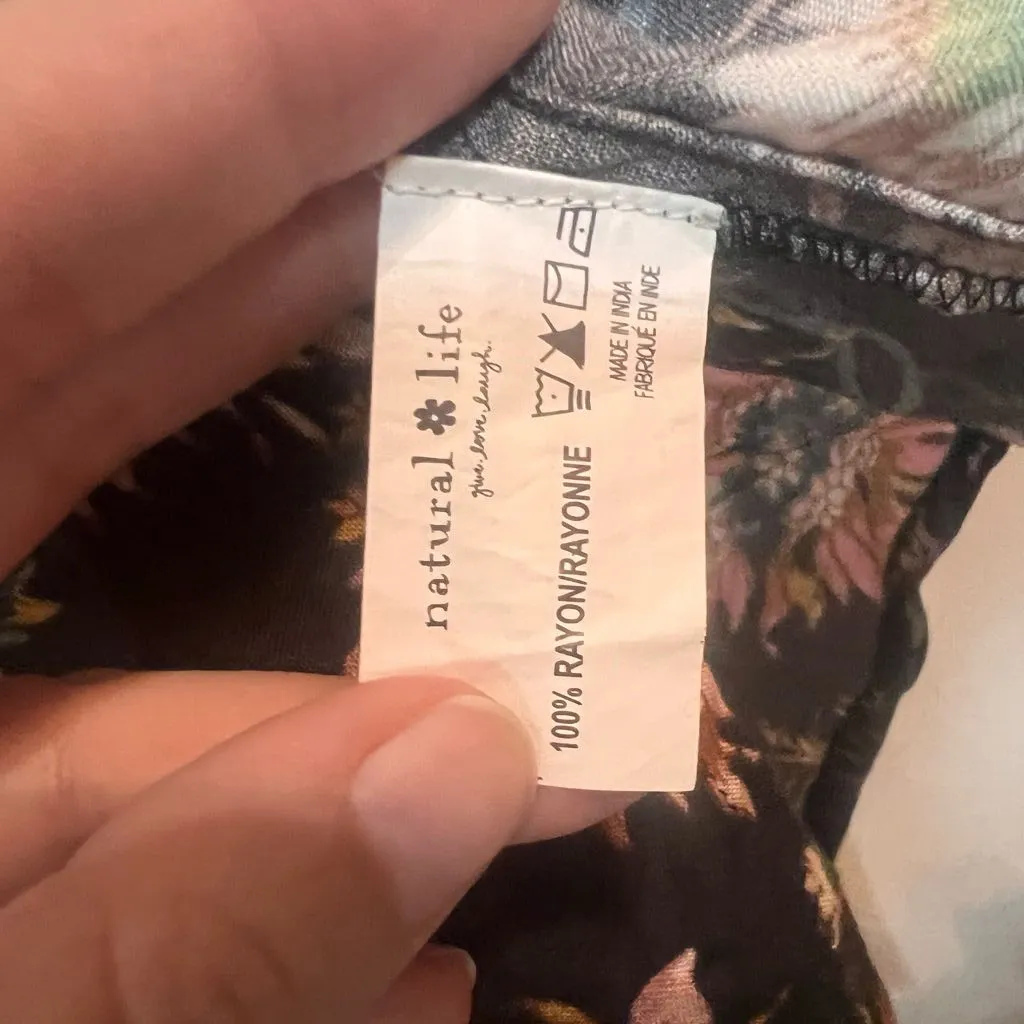 natural life
give. love. laugh.
100% RAYON/RAYONNE
MADE IN INDIA
FABRIQUÉ EN INDE